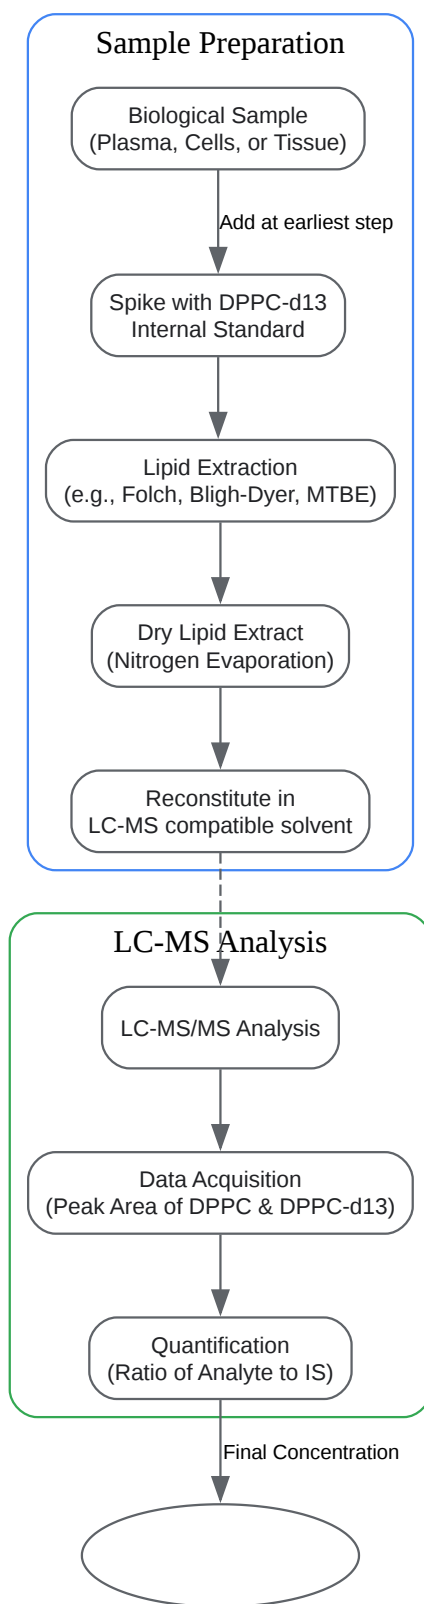 Sample Preparation
Biological Sample
(Plasma, Cells, or Tissue)
Add at earliest step
Spike with DPPC-d13
Internal Standard
Lipid Extraction
(e.g., Folch, Bligh-Dyer, MTBE)
Dry Lipid Extract
(Nitrogen Evaporation)
Reconstitute in
LC-MS compatible solvent
LC-MS Analysis
LC-MS/MS Analysis
Data Acquisition
(Peak Area of DPPC & DPPC-d13)
Quantification
(Ratio of Analyte to IS)
Final Concentration